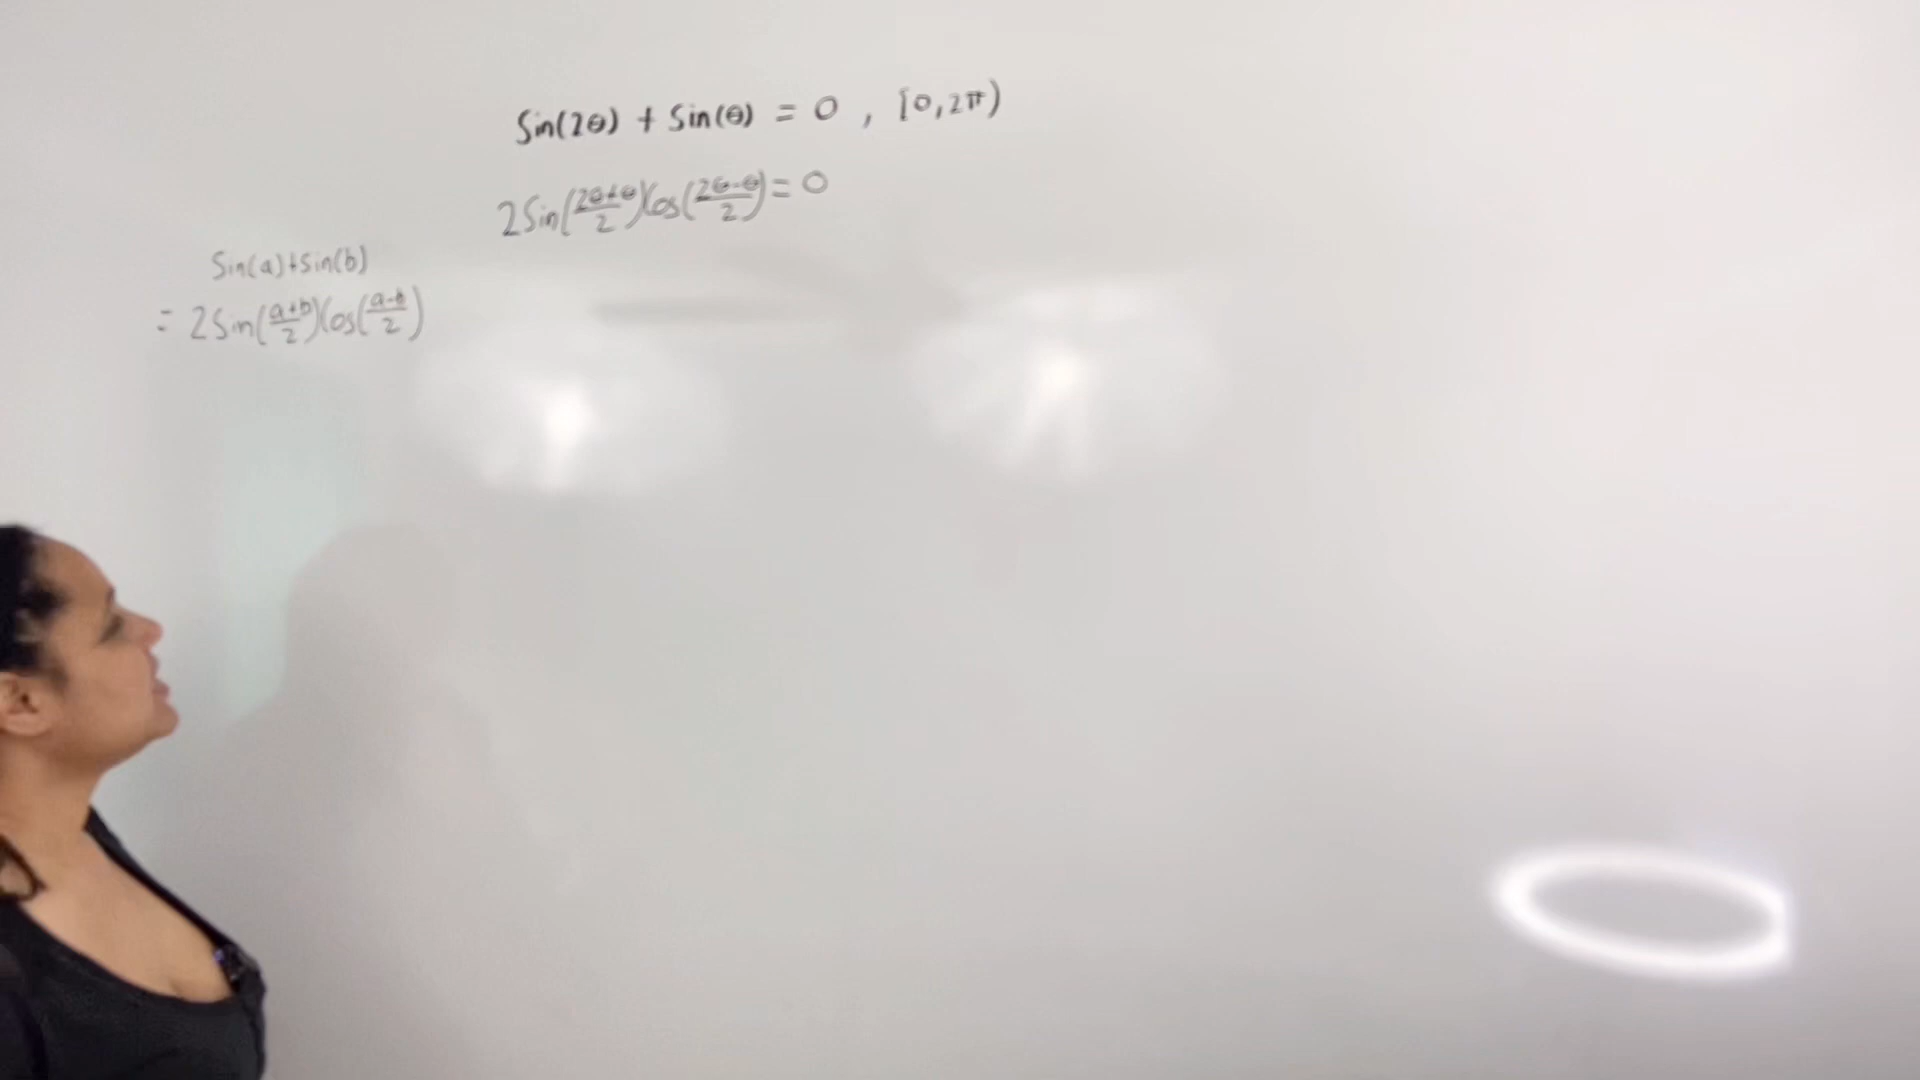 Sin(2θ) + Sin(θ) = 0 , [0,2π)
2Sin((2θ+θ)/2)Cos((2θ-θ)/2) = 0
Sin(a)+Sin(b)
= 2Sin((a+b)/2)Cos((a-b)/2)